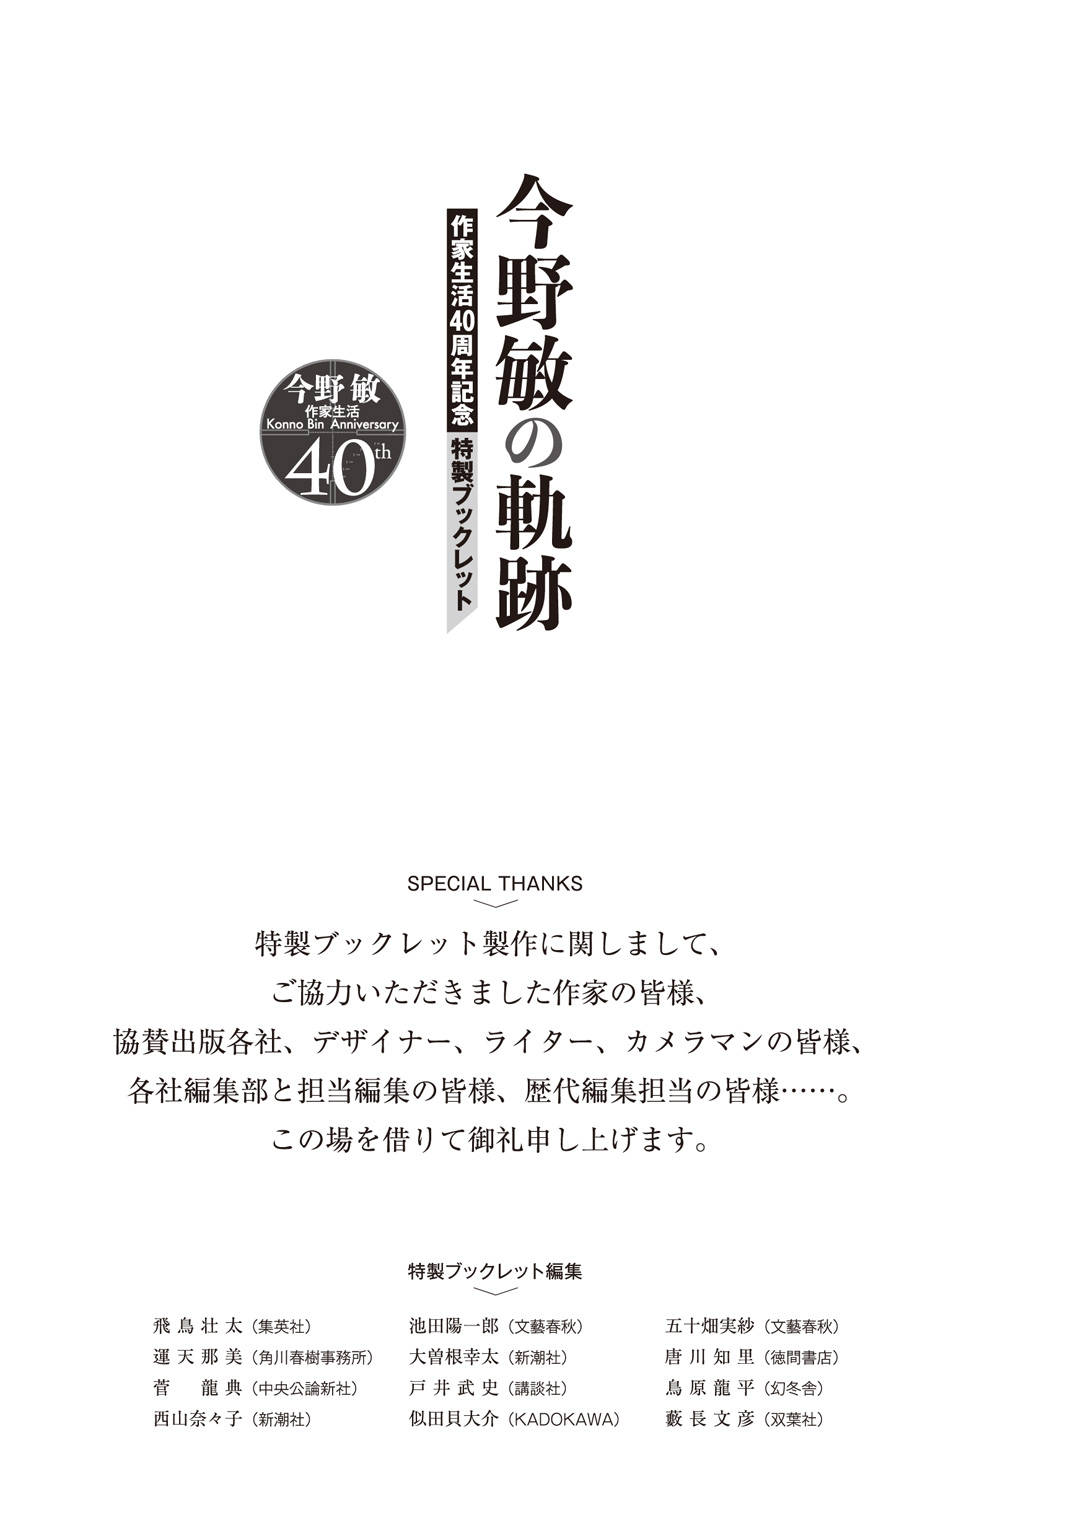 今野敏の軌跡
作家生活40周年記念 特製ブックレット
今野 敏
作家生活
Konno Bin Anniversary
40th
SPECIAL THANKS
特製ブックレット製作に関しまして、
ご協力いただきました作家の皆様、
協賛出版各社、デザイナー、ライター、カメラマンの皆様、
各社編集部と担当編集の皆様、歴代編集担当の皆様……。
この場を借りて御礼申し上げます。
特製ブックレット編集
飛鳥壮太（集英社） 池田陽一郎（文藝春秋） 五十畑実紗（文藝春秋）
運天那美（角川春樹事務所） 大曽根幸太（新潮社） 唐川知里（徳間書店）
菅 龍典（中央公論新社） 戸井武史（講談社） 鳥原龍平（幻冬舎）
西山奈々子（新潮社） 似田貝大介（KADOKAWA） 藪長文彦（双葉社）